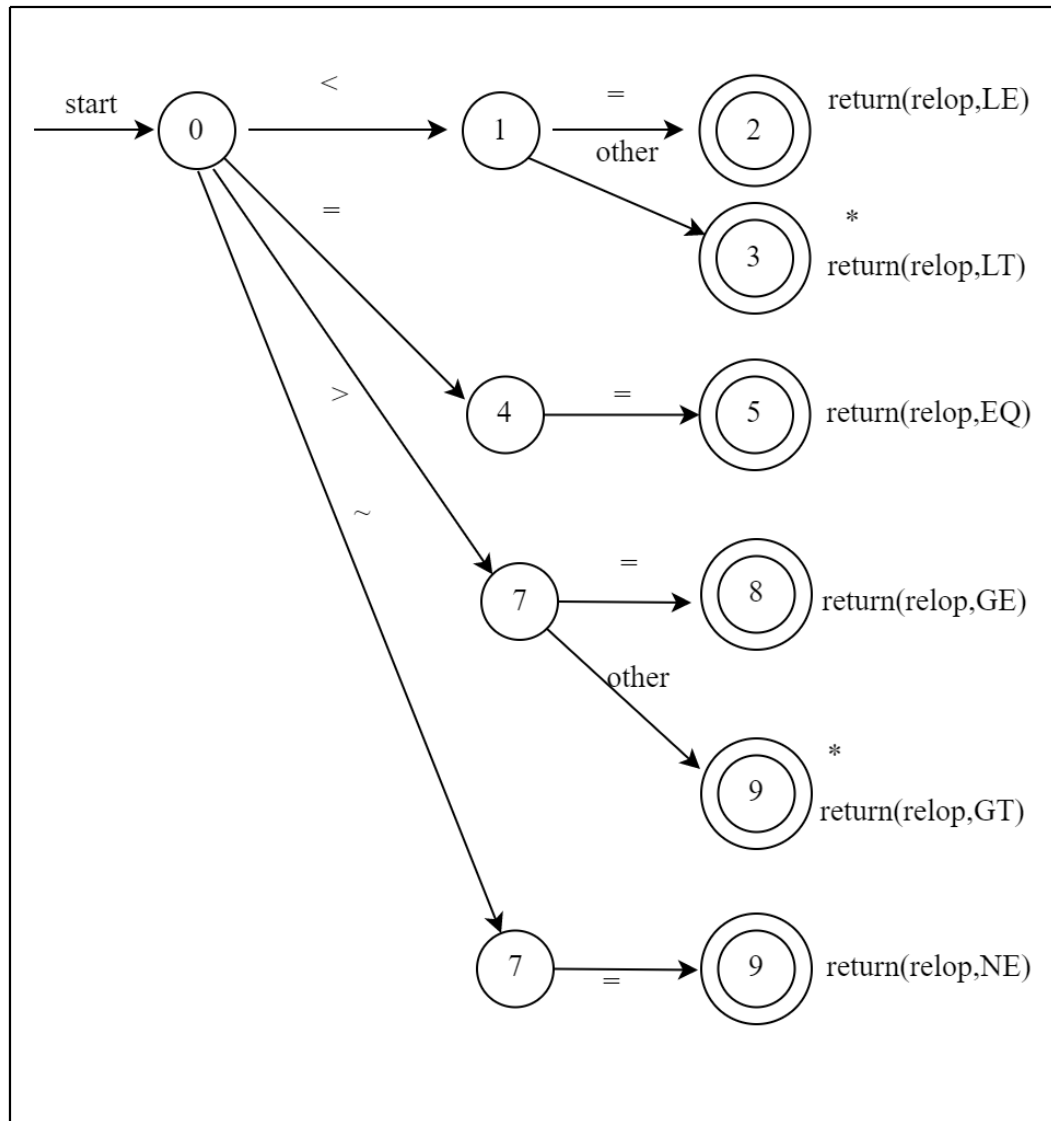 start
0
<
1
=
other
2
return(relop,LE)
*
3
return(relop,LT)
=
4
=
5
return(relop,EQ)
>
~
7
=
8
return(relop,GE)
other
*
9
return(relop,GT)
7
=
9
return(relop,NE)